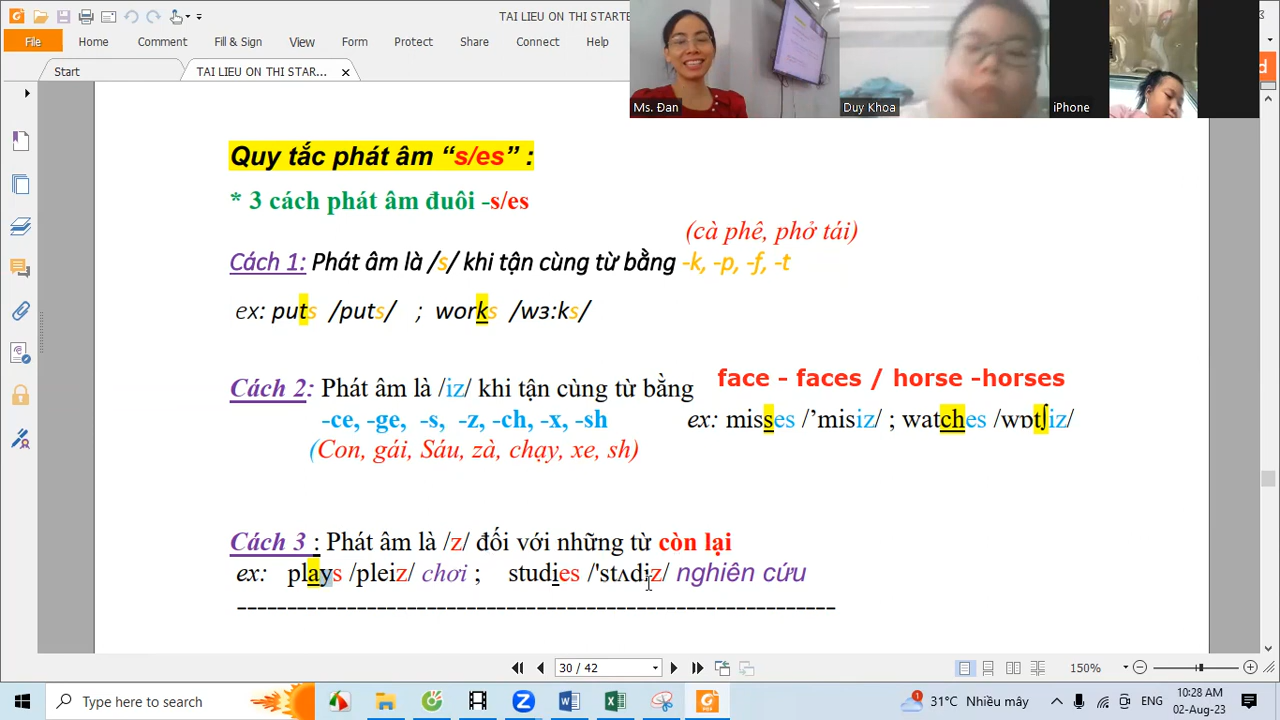 TAI LIEU ON THI STARTE
File Home Comment Fill & Sign View Form Protect Share Connect Help
Start TAI LIEU ON THI STAR...
Ms. Đan Duy Khoa iPhone
Quy tắc phát âm “s/es” :
* 3 cách phát âm đuôi -s/es
(cà phê, phở tái)
Cách 1: Phát âm là /s/ khi tận cùng từ bằng -k, -p, -f, -t
ex: puts /puts/ ; works /wɜ:ks/
face - faces / horse -horses
Cách 2: Phát âm là /iz/ khi tận cùng từ bằng
-ce, -ge, -s, -z, -ch, -x, -sh
ex: misses /’misiz/ ; watches /wɒtʃiz/
(Con, gái, Sáu, zà, chạy, xe, sh)
Cách 3 : Phát âm là /z/ đối với những từ còn lại
ex: plays /pleiz/ chơi ; studies /'stʌdiz/ nghiên cứu
30 / 42 150%
Type here to search
31°C Nhiều mây ENG 10:28 AM
02-Aug-23